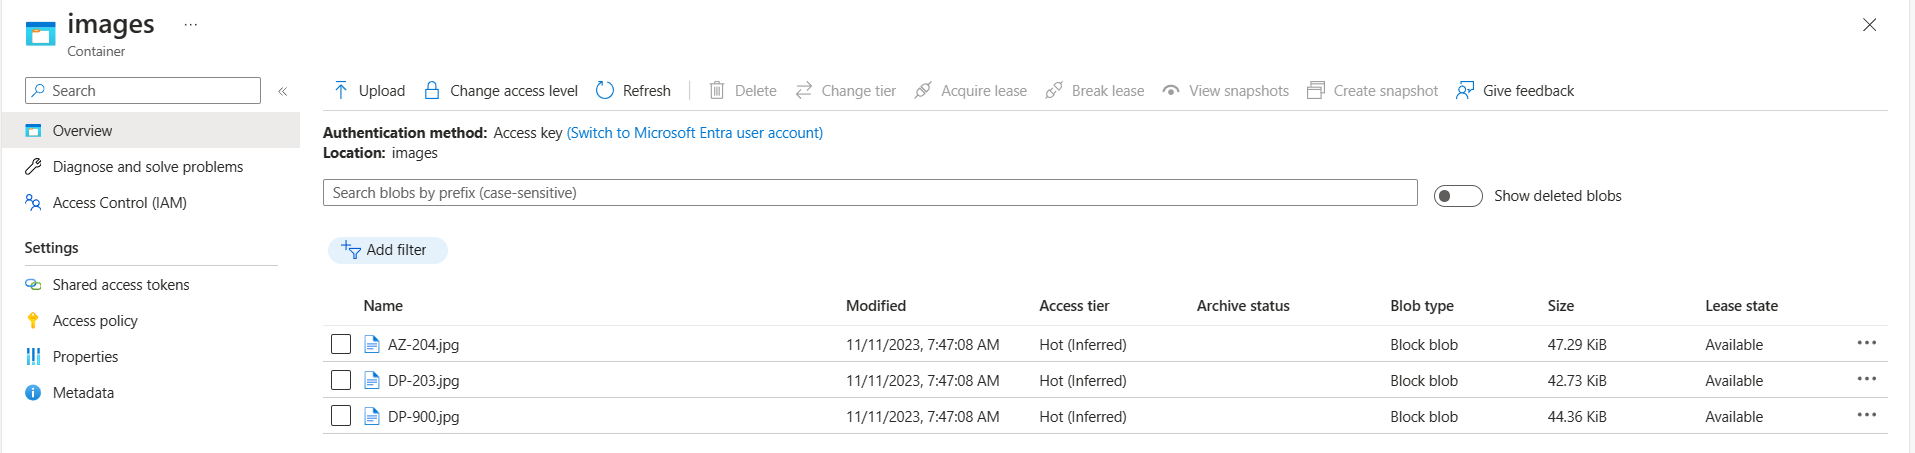 images ...
Container
Search «
Overview
Diagnose and solve problems
Access Control (IAM)
Settings
Shared access tokens
Access policy
Properties
Metadata
Upload Change access level Refresh Delete Change tier Acquire lease Break lease View snapshots Create snapshot Give feedback
Authentication method: Access key (Switch to Microsoft Entra user account)
Location: images
Search blobs by prefix (case-sensitive) Show deleted blobs
Add filter
Name Modified Access tier Archive status Blob type Size Lease state
AZ-204.jpg 11/11/2023, 7:47:08 AM Hot (Inferred) Block blob 47.29 KiB Available ...
DP-203.jpg 11/11/2023, 7:47:08 AM Hot (Inferred) Block blob 42.73 KiB Available ...
DP-900.jpg 11/11/2023, 7:47:08 AM Hot (Inferred) Block blob 44.36 KiB Available ...